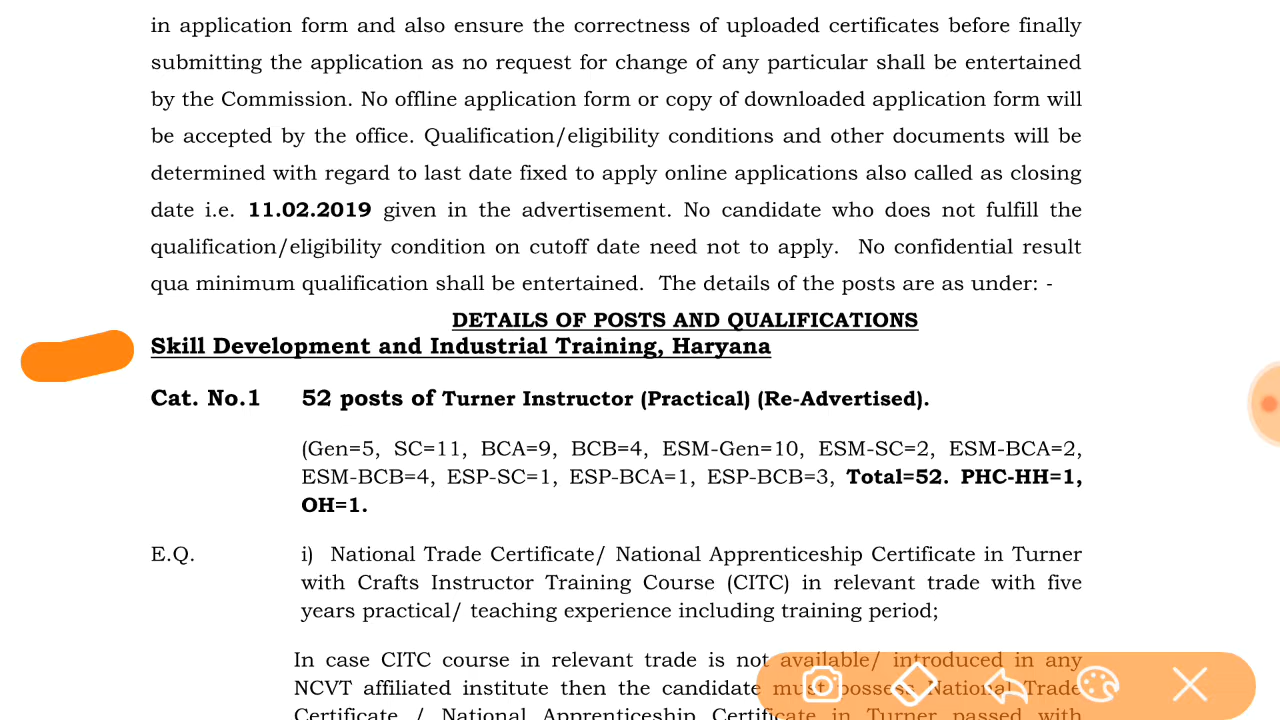 in application form and also ensure the correctness of uploaded certificates before finally
submitting the application as no request for change of any particular shall be entertained
by the Commission. No offline application form or copy of downloaded application form will
be accepted by the office. Qualification/eligibility conditions and other documents will be
determined with regard to last date fixed to apply online applications also called as closing
date i.e. 11.02.2019 given in the advertisement. No candidate who does not fulfill the
qualification/eligibility condition on cutoff date need not to apply. No confidential result
qua minimum qualification shall be entertained. The details of the posts are as under: -
DETAILS OF POSTS AND QUALIFICATIONS
Skill Development and Industrial Training, Haryana
Cat. No.1 52 posts of Turner Instructor (Practical) (Re-Advertised).
(Gen=5, SC=11, BCA=9, BCB=4, ESM-Gen=10, ESM-SC=2, ESM-BCA=2,
ESM-BCB=4, ESP-SC=1, ESP-BCA=1, ESP-BCB=3, Total=52. PHC-HH=1,
OH=1.
E.Q. i) National Trade Certificate/ National Apprenticeship Certificate in Turner
with Crafts Instructor Training Course (CITC) in relevant trade with five
years practical/ teaching experience including training period;
In case CITC course in relevant trade is not available/ introduced in any
NCVT affiliated institute then the candidate must possess National Trade
Certificate / National Apprenticeship Certificate in Turner passed with